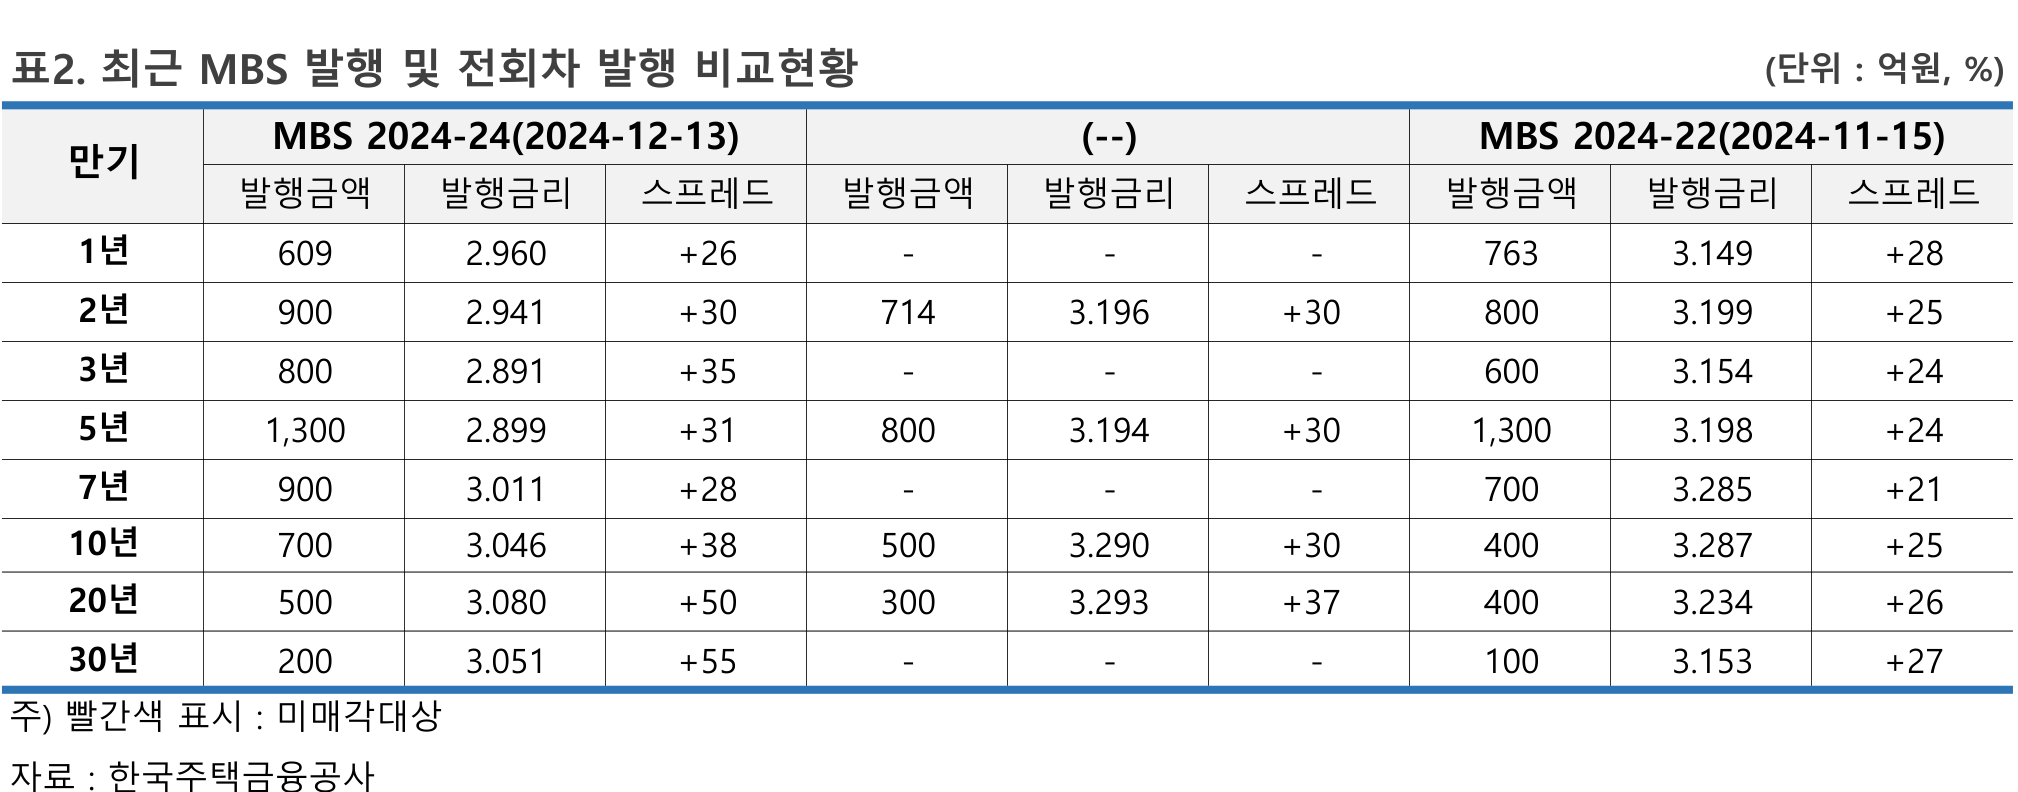 표2. 최근 MBS 발행 및 전회차 발행 비교현황 (단위 : 억원, %)
만기 MBS 2024-24(2024-12-13) (--) MBS 2024-22(2024-11-15)
발행금액 발행금리 스프레드 발행금액 발행금리 스프레드 발행금액 발행금리 스프레드
1년 609 2.960 +26 - - - 763 3.149 +28
2년 900 2.941 +30 714 3.196 +30 800 3.199 +25
3년 800 2.891 +35 - - - 600 3.154 +24
5년 1,300 2.899 +31 800 3.194 +30 1,300 3.198 +24
7년 900 3.011 +28 - - - 700 3.285 +21
10년 700 3.046 +38 500 3.290 +30 400 3.287 +25
20년 500 3.080 +50 300 3.293 +37 400 3.234 +26
30년 200 3.051 +55 - - - 100 3.153 +27
주) 빨간색 표시 : 미매각대상
자료 : 한국주택금융공사